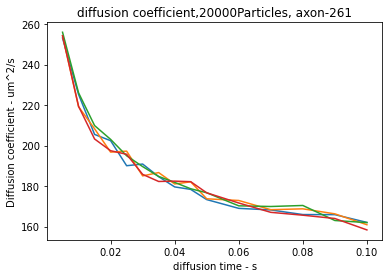 diffusion coefficient,20000Particles, axon-261
Diffusion coefficient - um^2/s
260
240
220
200
180
160
0.02 0.04 0.06 0.08 0.10
diffusion time - s